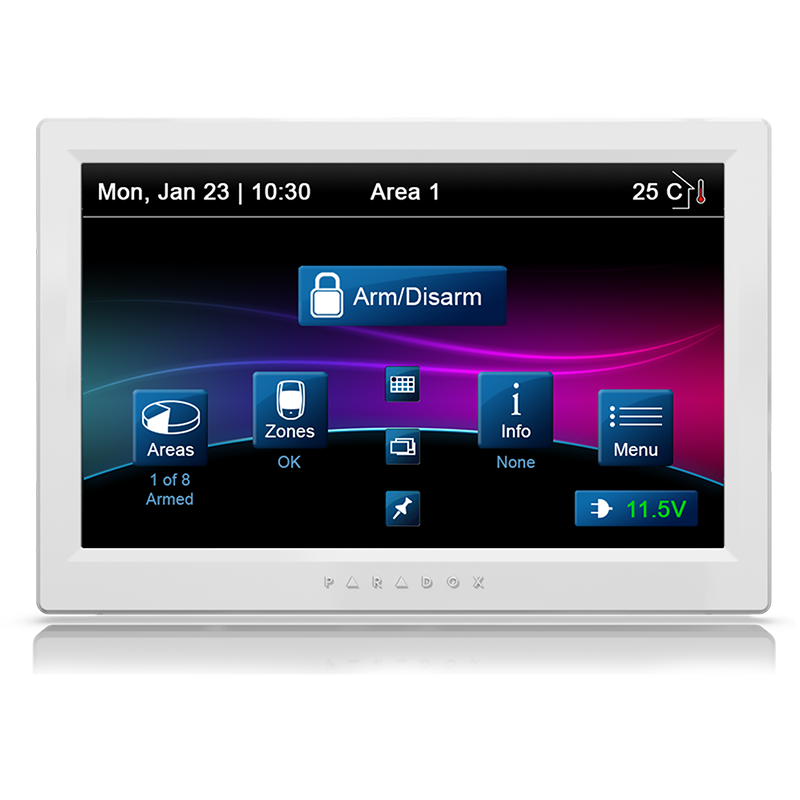 Mon, Jan 23 | 10:30 Area 1 25 C
Arm/Disarm
Areas
Zones
Info
Menu
1 of 8
Armed
OK
None
11.5V
PARADOX